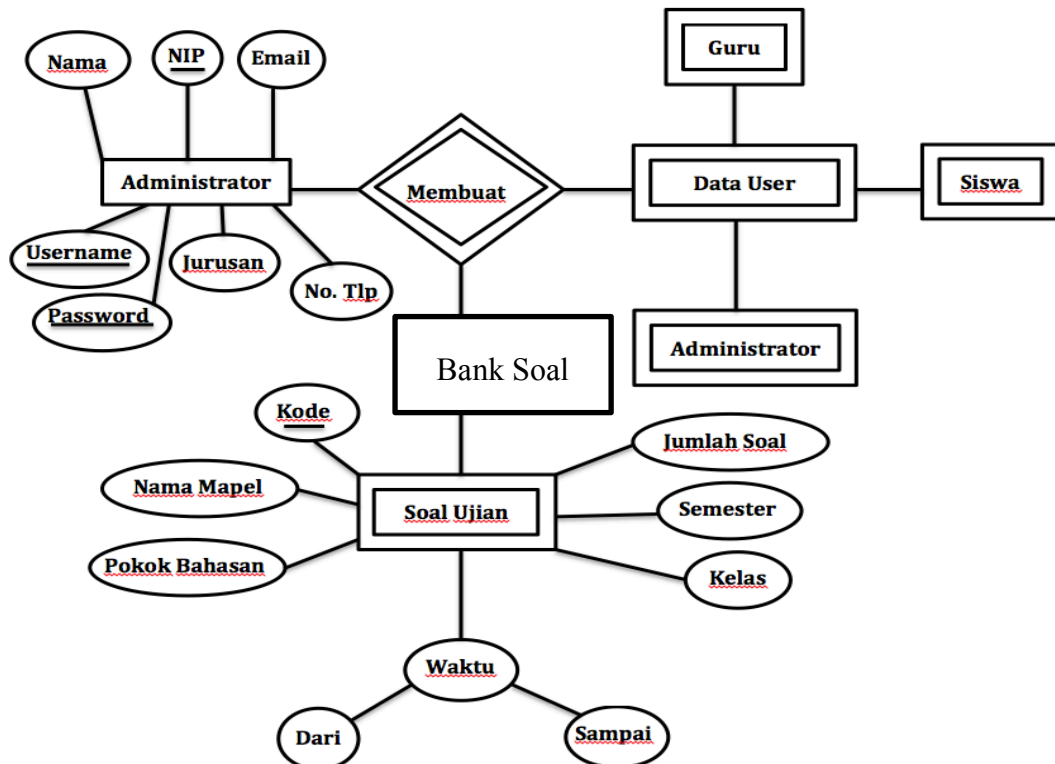 Nama
NIP
Email
Guru
Administrator
Membuat
Data User
Siswa
Username
Jurusan
No. Tlp
Password
Administrator
Bank Soal
Kode
Jumlah Soal
Nama Mapel
Soal Ujian
Semester
Pokok Bahasan
Kelas
Waktu
Dari
Sampai